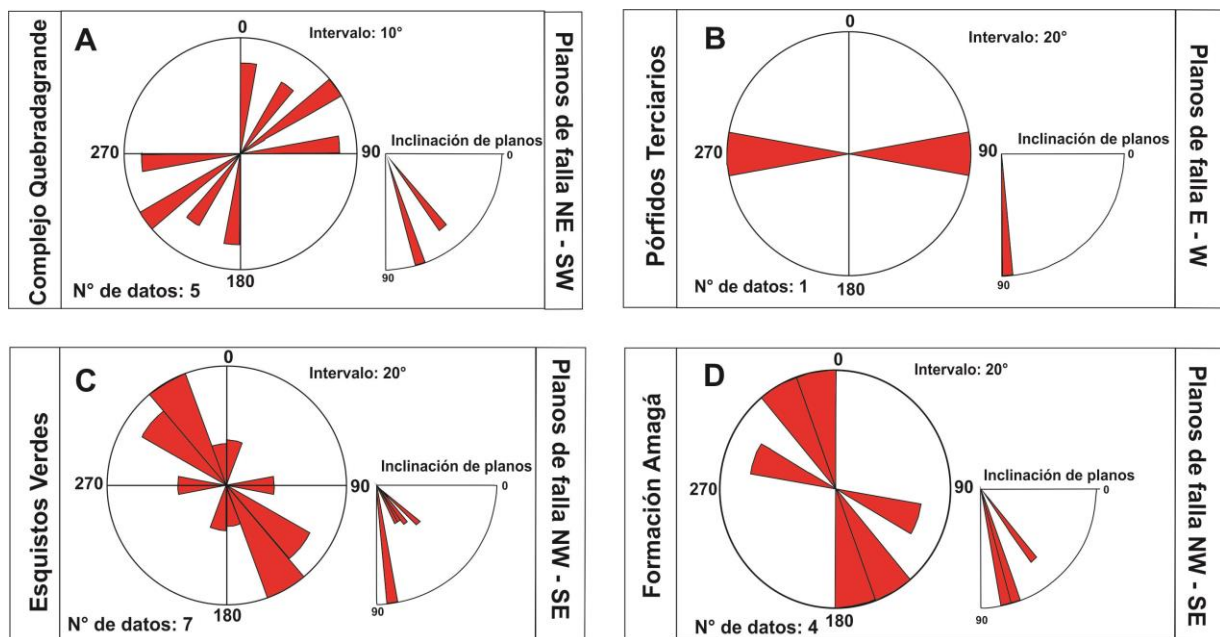 Complejo Quebradagrande
A
0
Intervalo: 10°
270
90
Inclinación de planos
0
90
180
N° de datos: 5
Planos de falla NE - SW
Pórfidos Terciarios
B
0
Intervalo: 20°
270
90
Inclinación de planos
0
90
180
N° de datos: 1
Planos de falla E - W
Esquistos Verdes
C
0
Intervalo: 20°
270
90
Inclinación de planos
0
90
180
N° de datos: 7
Planos de falla NW - SE
Formación Amagá
D
0
Intervalo: 20°
270
90
Inclinación de planos
0
90
180
N° de datos: 4
Planos de falla NW - SE